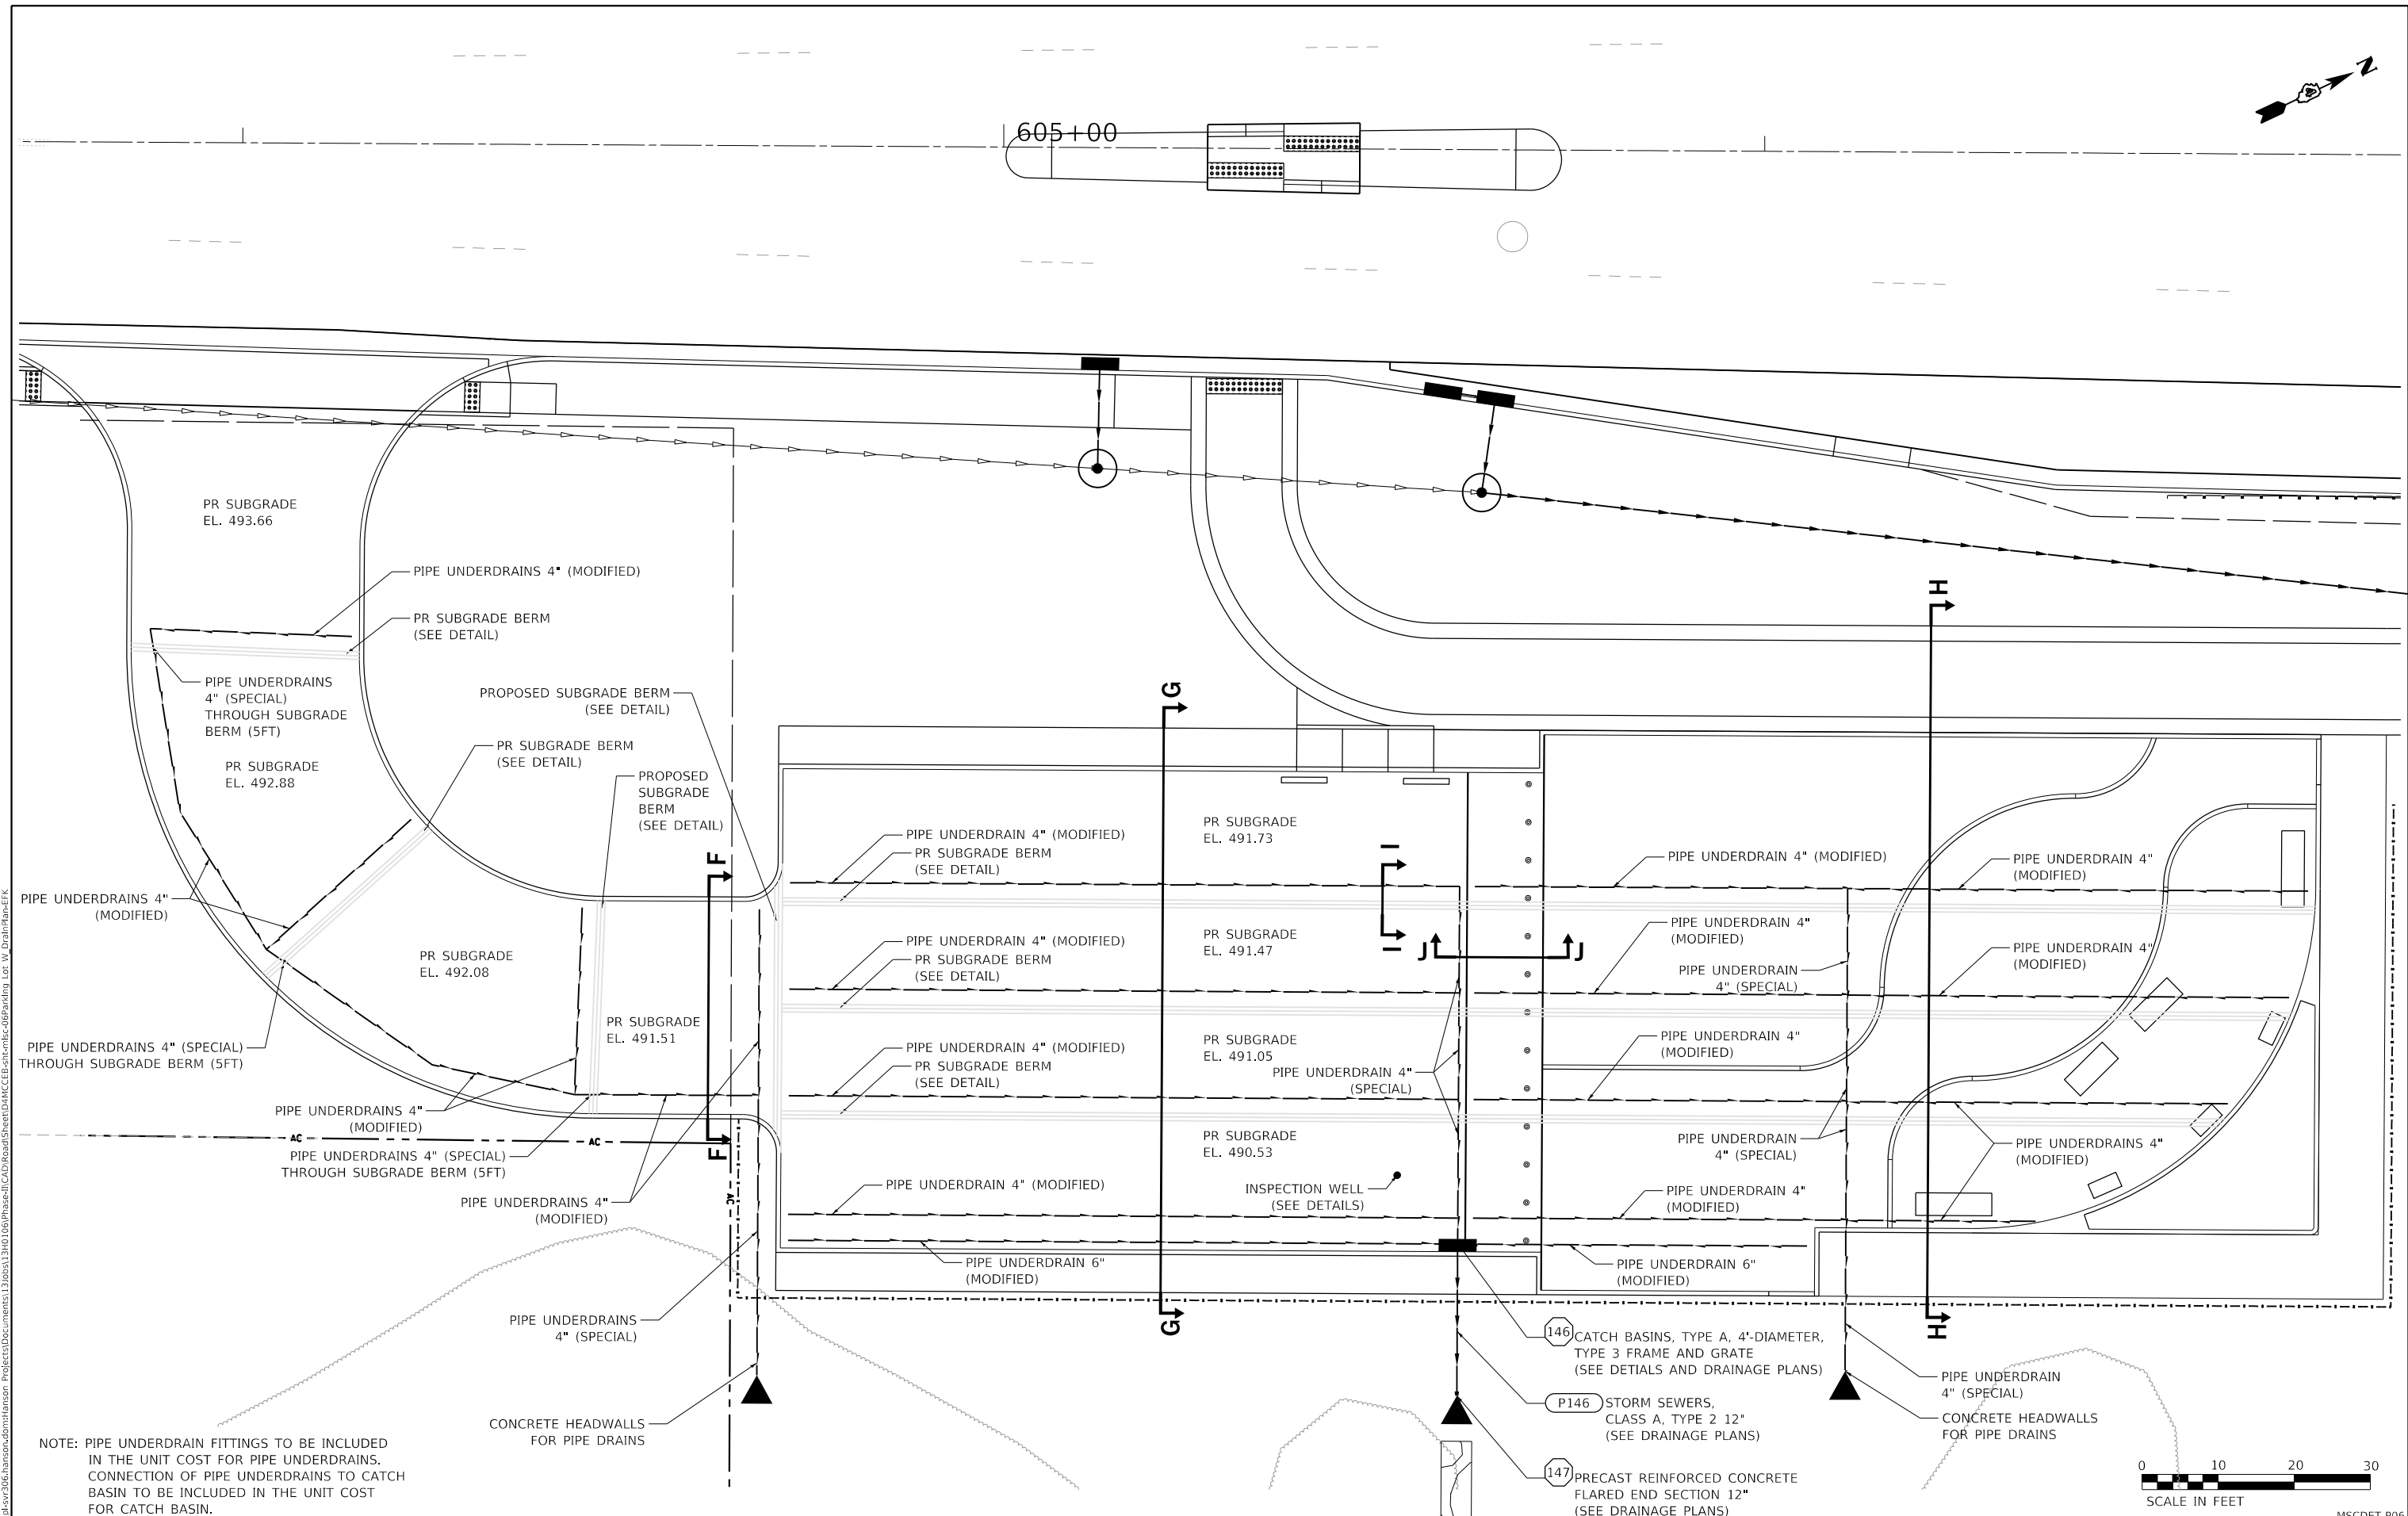 N
605+00
PR SUBGRADE
EL. 493.66
PIPE UNDERDRAINS 4" (MODIFIED)
PR SUBGRADE BERM
(SEE DETAIL)
PIPE UNDERDRAINS
4" (SPECIAL)
THROUGH SUBGRADE
BERM (5FT)
PROPOSED SUBGRADE BERM
(SEE DETAIL)
PR SUBGRADE
EL. 492.88
PR SUBGRADE BERM
(SEE DETAIL)
PROPOSED
SUBGRADE
BERM
(SEE DETAIL)
PIPE UNDERDRAINS 4"
(MODIFIED)
PR SUBGRADE
EL. 492.08
PR SUBGRADE
EL. 491.51
PIPE UNDERDRAINS 4" (SPECIAL)
THROUGH SUBGRADE BERM (5FT)
PIPE UNDERDRAINS 4"
(MODIFIED)
AC
AC
AC
PIPE UNDERDRAINS 4" (SPECIAL)
THROUGH SUBGRADE BERM (5FT)
PIPE UNDERDRAINS 4"
(MODIFIED)
PIPE UNDERDRAINS
4" (SPECIAL)
CONCRETE HEADWALLS
FOR PIPE DRAINS
F
F
G
G
H
H
I
I
J
J
PIPE UNDERDRAIN 4" (MODIFIED)
PR SUBGRADE BERM
(SEE DETAIL)
PR SUBGRADE
EL. 491.73
PIPE UNDERDRAIN 4" (MODIFIED)
PR SUBGRADE BERM
(SEE DETAIL)
PR SUBGRADE
EL. 491.47
PIPE UNDERDRAIN 4" (MODIFIED)
PR SUBGRADE BERM
(SEE DETAIL)
PR SUBGRADE
EL. 491.05
PIPE UNDERDRAIN 4"
(SPECIAL)
PR SUBGRADE
EL. 490.53
PIPE UNDERDRAIN 4" (MODIFIED)
INSPECTION WELL
(SEE DETAILS)
PIPE UNDERDRAIN 6"
(MODIFIED)
PIPE UNDERDRAIN 4" (MODIFIED)
PIPE UNDERDRAIN 4"
(MODIFIED)
PIPE UNDERDRAIN 4"
(MODIFIED)
PIPE UNDERDRAIN 4"
(MODIFIED)
PIPE UNDERDRAIN
4" (SPECIAL)
PIPE UNDERDRAIN 4"
(MODIFIED)
PIPE UNDERDRAIN
4" (SPECIAL)
PIPE UNDERDRAINS 4"
(MODIFIED)
PIPE UNDERDRAIN 4"
(MODIFIED)
PIPE UNDERDRAIN 6"
(MODIFIED)
146 CATCH BASINS, TYPE A, 4'-DIAMETER,
TYPE 3 FRAME AND GRATE
(SEE DETIALS AND DRAINAGE PLANS)
P146 STORM SEWERS,
CLASS A, TYPE 2 12"
(SEE DRAINAGE PLANS)
147 PRECAST REINFORCED CONCRETE
FLARED END SECTION 12"
(SEE DRAINAGE PLANS)
PIPE UNDERDRAIN
4" (SPECIAL)
CONCRETE HEADWALLS
FOR PIPE DRAINS
NOTE: PIPE UNDERDRAIN FITTINGS TO BE INCLUDED
IN THE UNIT COST FOR PIPE UNDERDRAINS.
CONNECTION OF PIPE UNDERDRAINS TO CATCH
BASIN TO BE INCLUDED IN THE UNIT COST
FOR CATCH BASIN.
0 10 20 30
SCALE IN FEET